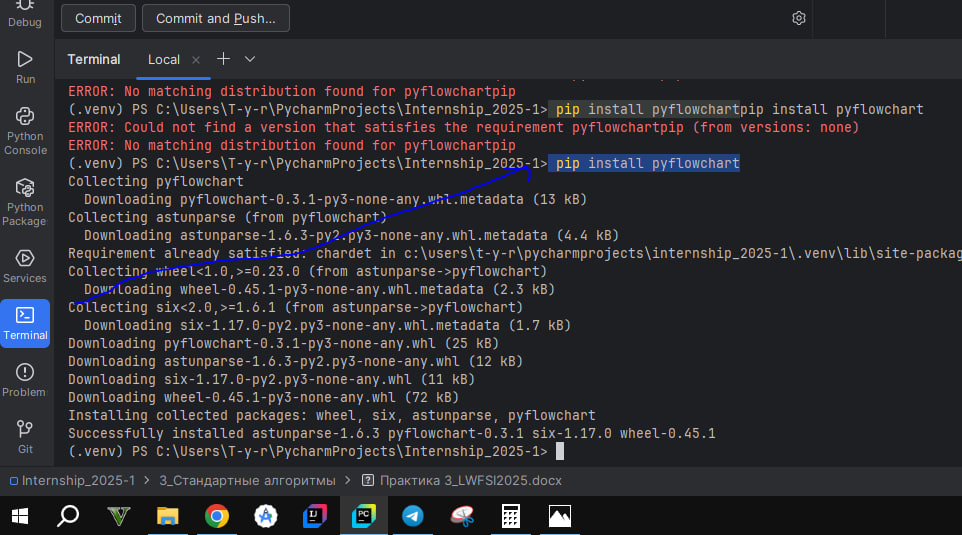 Debug
Commit
Commit and Push...
Terminal
Local
Run
ERROR: No matching distribution found for pyflowchartpip
(.venv) PS C:\Users\T-y-r\PycharmProjects\Internship_2025-1> pip install pyflowchartpip install pyflowchart
ERROR: Could not find a version that satisfies the requirement pyflowchartpip (from versions: none)
ERROR: No matching distribution found for pyflowchartpip
(.venv) PS C:\Users\T-y-r\PycharmProjects\Internship_2025-1> pip install pyflowchart
Collecting pyflowchart
Downloading pyflowchart-0.3.1-py3-none-any.whl.metadata (13 kB)
Collecting astunparse (from pyflowchart)
Downloading astunparse-1.6.3-py2.py3-none-any.whl.metadata (4.4 kB)
Requirement already satisfied: chardet in c:\users\t-y-r\pycharmprojects\internship_2025-1\.venv\lib\site-packag
Collecting wheel<1.0,>=0.23.0 (from astunparse->pyflowchart)
Downloading wheel-0.45.1-py3-none-any.whl.metadata (2.3 kB)
Collecting six<2.0,>=1.6.1 (from astunparse->pyflowchart)
Downloading six-1.17.0-py2.py3-none-any.whl.metadata (1.7 kB)
Downloading pyflowchart-0.3.1-py3-none-any.whl (25 kB)
Downloading astunparse-1.6.3-py2.py3-none-any.whl (12 kB)
Downloading six-1.17.0-py2.py3-none-any.whl (11 kB)
Downloading wheel-0.45.1-py3-none-any.whl (72 kB)
Installing collected packages: wheel, six, astunparse, pyflowchart
Successfully installed astunparse-1.6.3 pyflowchart-0.3.1 six-1.17.0 wheel-0.45.1
(.venv) PS C:\Users\T-y-r\PycharmProjects\Internship_2025-1>
Python
Console
Python
Package
Services
Terminal
Problem
Git
Internship_2025-1 > 3_Стандартные алгоритмы > Практика 3_LWFSI2025.docx
IJ
PC